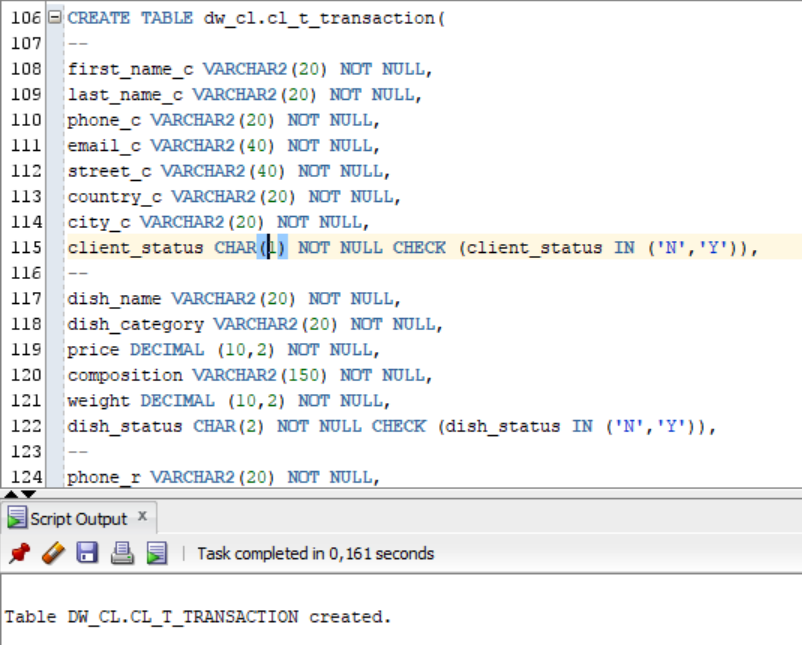 106 CREATE TABLE dw_cl.cl_t_transaction(
107 --
108 first_name_c VARCHAR2(20) NOT NULL,
109 last_name_c VARCHAR2(20) NOT NULL,
110 phone_c VARCHAR2(20) NOT NULL,
111 email_c VARCHAR2(40) NOT NULL,
112 street_c VARCHAR2(40) NOT NULL,
113 country_c VARCHAR2(20) NOT NULL,
114 city_c VARCHAR2(20) NOT NULL,
115 client_status CHAR(1) NOT NULL CHECK (client_status IN ('N','Y')),
116 --
117 dish_name VARCHAR2(20) NOT NULL,
118 dish_category VARCHAR2(20) NOT NULL,
119 price DECIMAL (10,2) NOT NULL,
120 composition VARCHAR2(150) NOT NULL,
121 weight DECIMAL (10,2) NOT NULL,
122 dish_status CHAR(2) NOT NULL CHECK (dish_status IN ('N','Y')),
123 --
124 phone_r VARCHAR2(20) NOT NULL,
Script Output x
Task completed in 0,161 seconds
Table DW_CL.CL_T_TRANSACTION created.